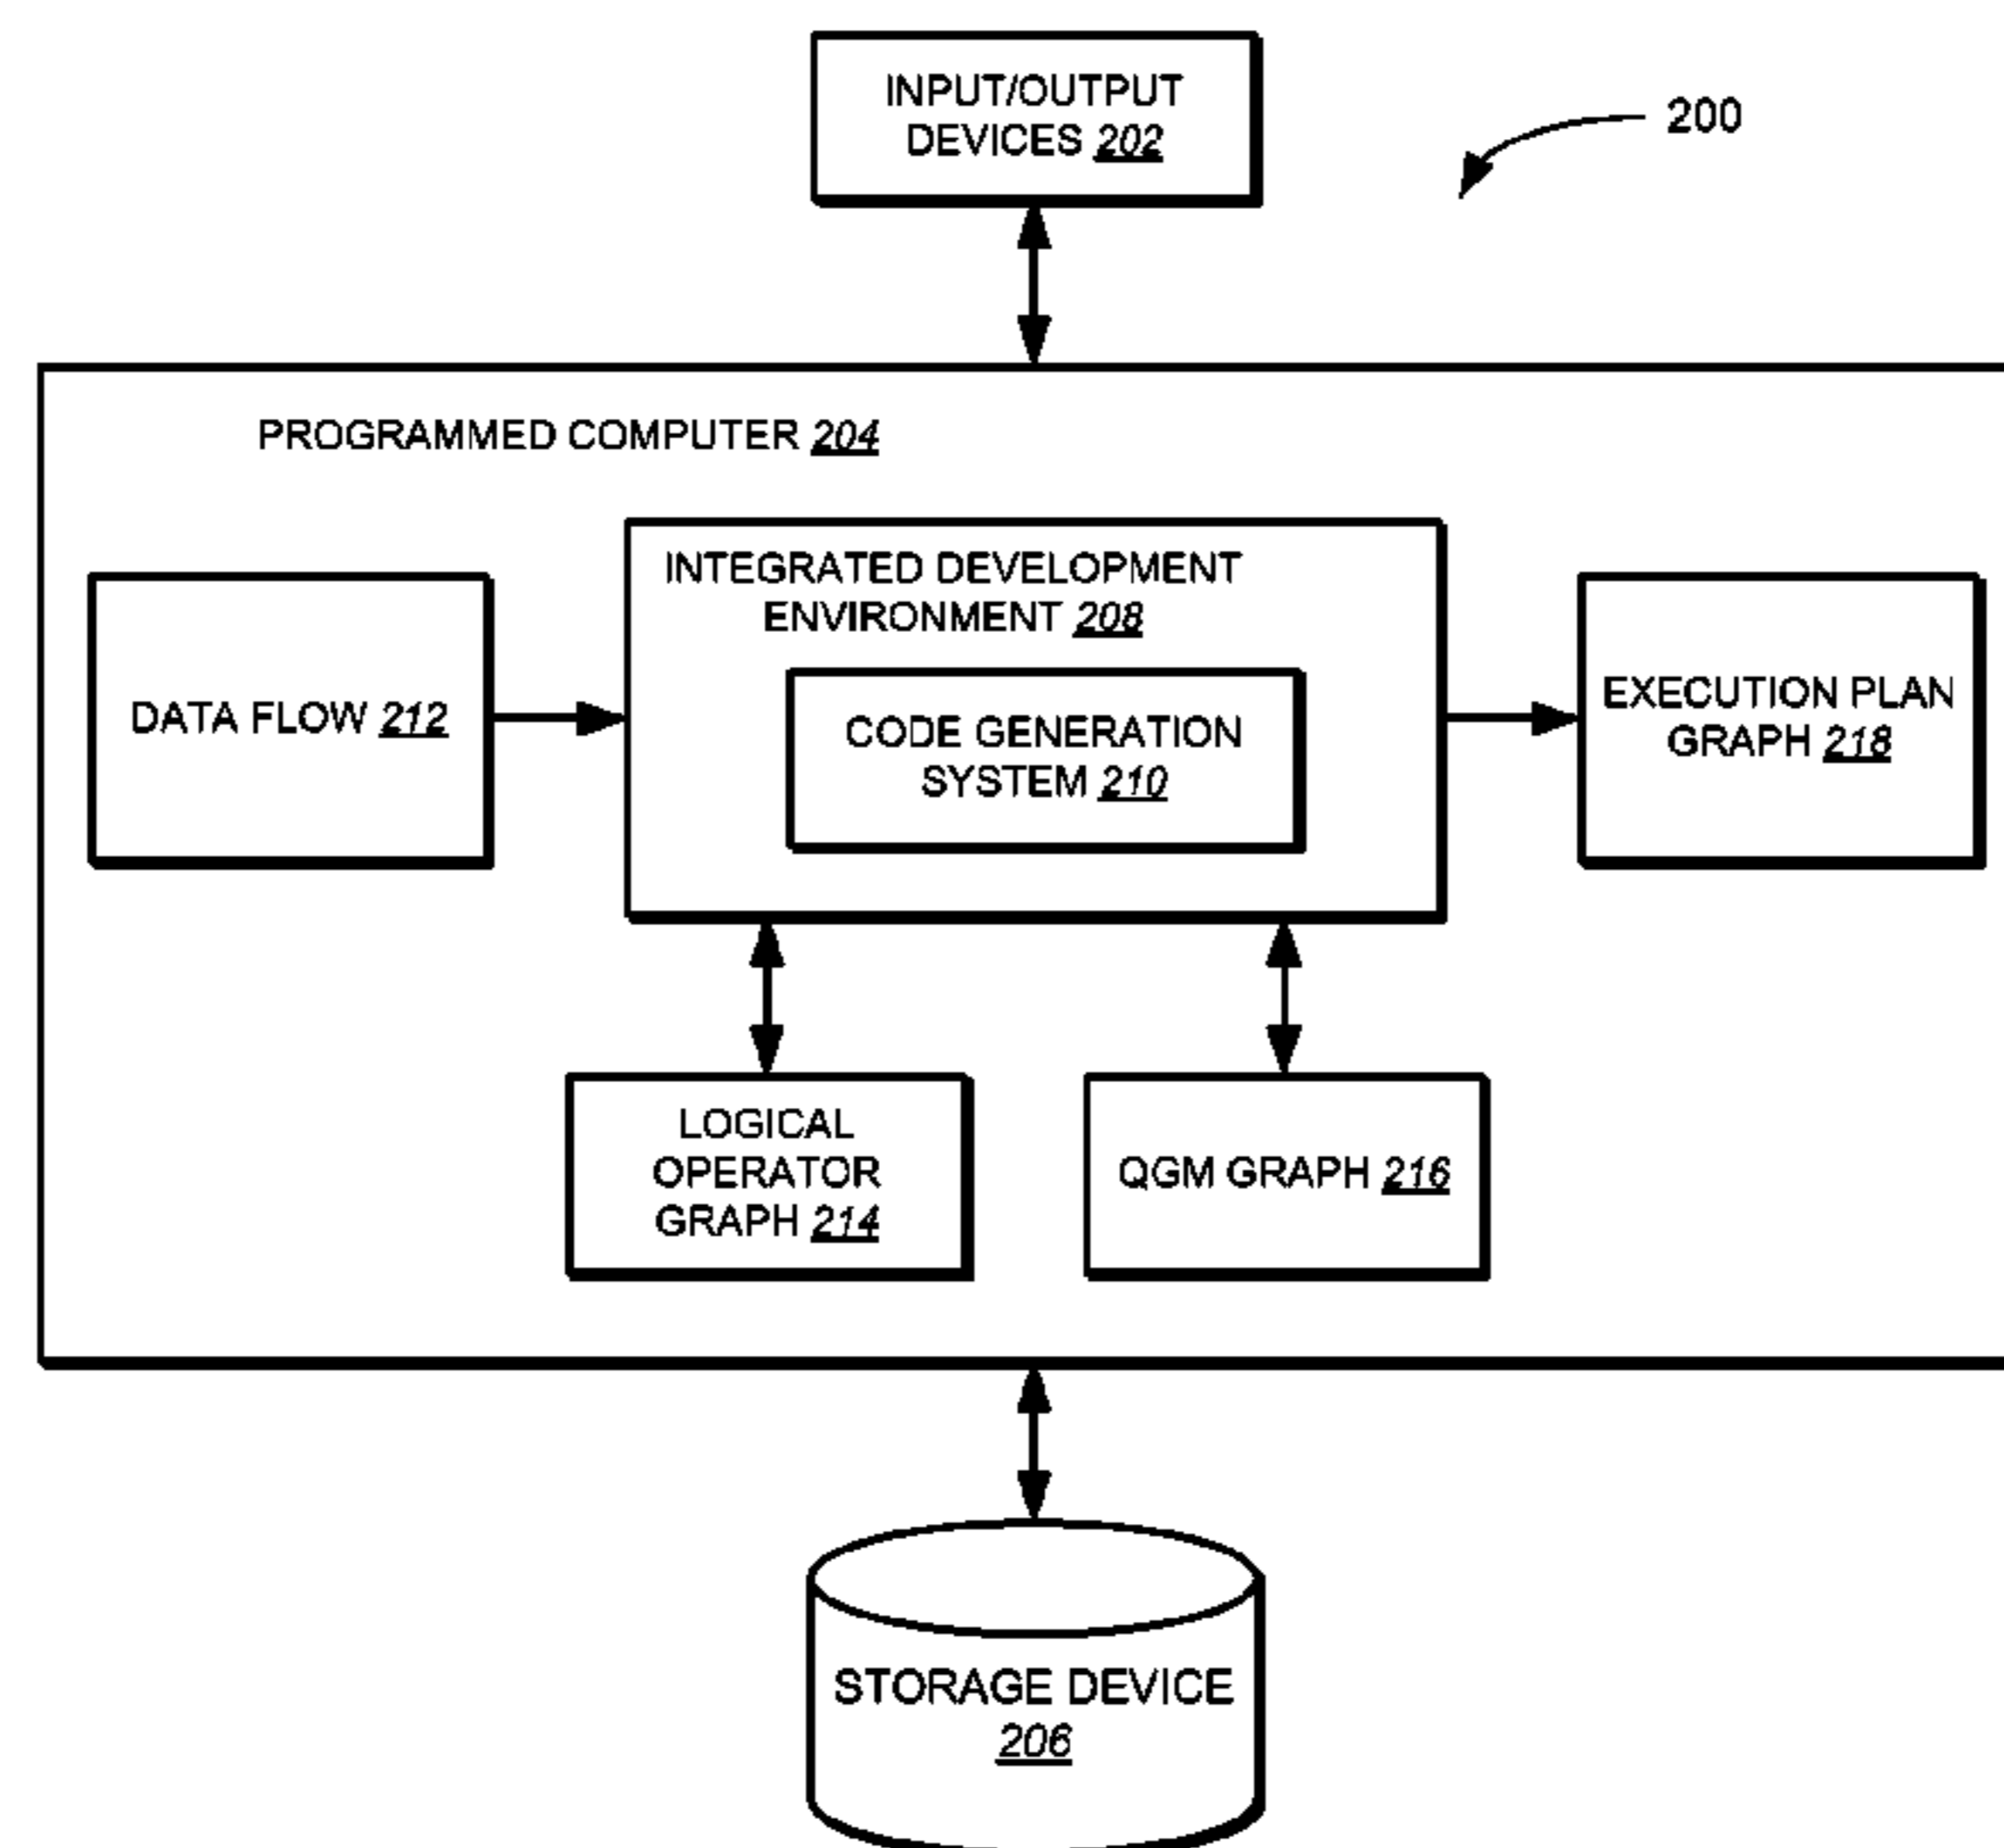 INPUT/OUTPUT
DEVICES 202
200
PROGRAMMED COMPUTER 204
INTEGRATED DEVELOPMENT
ENVIRONMENT 208
DATA FLOW 212
CODE GENERATION
SYSTEM 210
EXECUTION PLAN
GRAPH 218
LOGICAL
OPERATOR
GRAPH 214
QGM GRAPH 216
STORAGE DEVICE
206